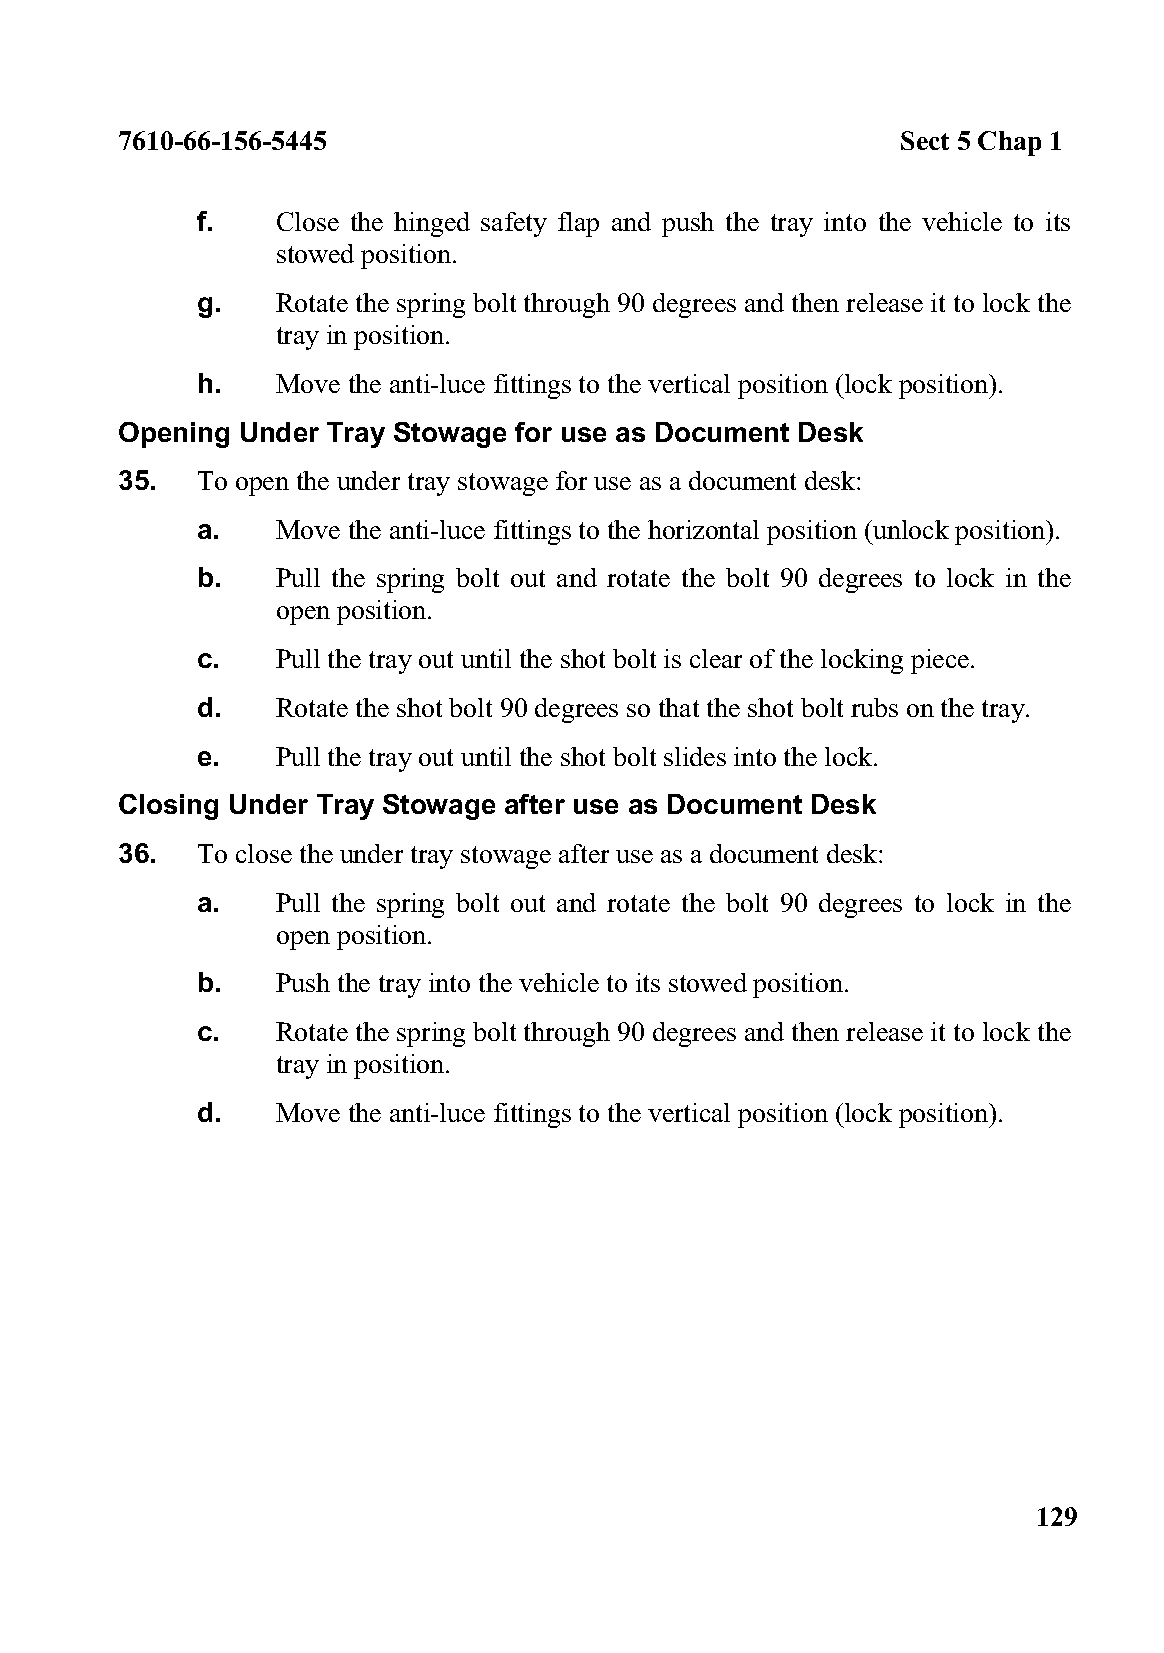 7610-66-156-5445 Sect 5 Chap 1
f. Close the hinged safety flap and push the tray into the vehicle to its
stowed position.
g. Rotate the spring bolt through 90 degrees and then release it to lock the
tray in position.
h. Move the anti-luce fittings to the vertical position (lock position).
Opening Under Tray Stowage for use as Document Desk
35. To open the under tray stowage for use as a document desk:
a. Move the anti-luce fittings to the horizontal position (unlock position).
b. Pull the spring bolt out and rotate the bolt 90 degrees to lock in the
open position.
c. Pull the tray out until the shot bolt is clear of the locking piece.
d. Rotate the shot bolt 90 degrees so that the shot bolt rubs on the tray.
e. Pull the tray out until the shot bolt slides into the lock.
Closing Under Tray Stowage after use as Document Desk
36. To close the under tray stowage after use as a document desk:
a. Pull the spring bolt out and rotate the bolt 90 degrees to lock in the
open position.
b. Push the tray into the vehicle to its stowed position.
c. Rotate the spring bolt through 90 degrees and then release it to lock the
tray in position.
d. Move the anti-luce fittings to the vertical position (lock position).
129